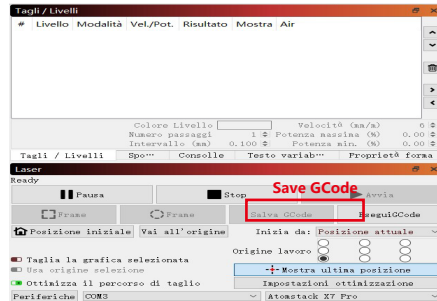 Tagli / Livelli
# Livello Modalità Vel./Pot. Risultato Mostra Air
Colore Livello Velocità (mm/m) 0
Numero passaggi 1 Potenza massima (%) 0.00
Intervallo (mm) 0.100 Potenza min. (%) 0.00
Tagli / Livelli Spo... Consolle Testo variab... Proprietà forma
Laser
Ready
Pausa Stop Avvia
Save GCode
Frame Frame Salva GCode EseguiGCode
Posizione iniziale Vai all'origine Inizia da: Posizione attuale
Origine lavoro
Taglia la grafica selezionata
Usa origine selezione Mostra ultima posizione
Ottimizza il percorso di taglio Impostazioni ottimizzazione
Periferiche COM3 Atomstack X7 Pro